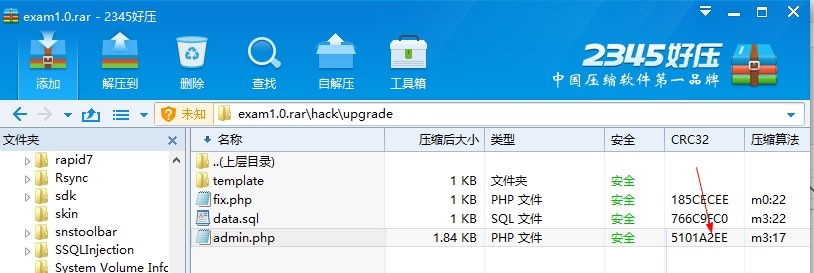 exam1.0.rar - 2345好压
添加 解压到 删除 查找 自解压 工具箱
2345好压
中国压缩软件第一品牌
未知 exam1.0.rar\hack\upgrade
文件夹 名称 压缩后大小 类型 安全 CRC32 压缩算法
rapid7 ..(上层目录)
Rsync template 1 KB 文件夹 安全
sdk fix.php 1 KB PHP 文件 安全 185CECEE m0:22
skin data.sql 1 KB SQL 文件 安全 766C9EC0 m3:22
snstoolbar admin.php 1.84 KB PHP 文件 安全 5101A2EE m3:17
SSQLInjection
System Volume Info